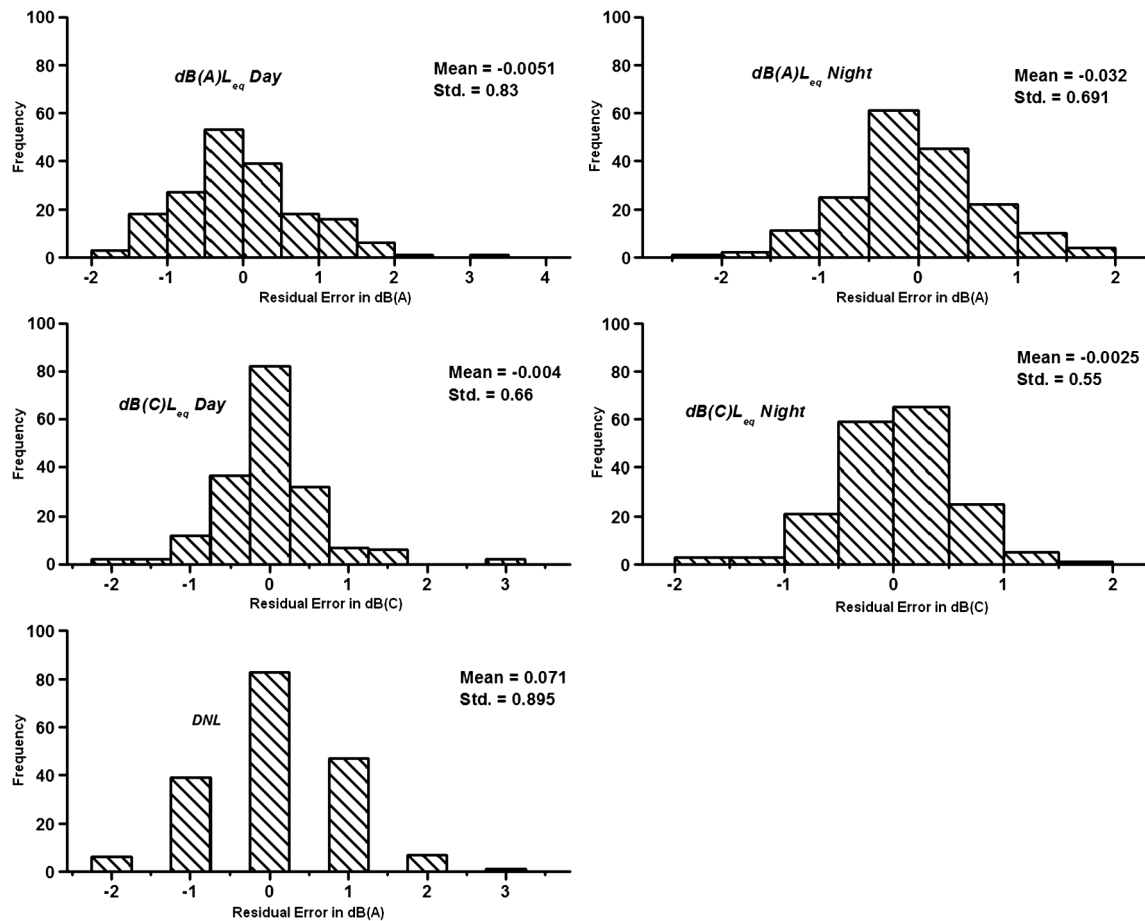 100
80
60
40
20
0
Frequency
dB(A)L_eq Day
Mean = -0.0051
Std. = 0.83
-2 -1 0 1 2 3 4
Residual Error in dB(A)
100
80
60
40
20
0
Frequency
dB(A)L_eq Night
Mean = -0.032
Std. = 0.691
-2 -1 0 1 2
Residual Error in dB(A)
100
80
60
40
20
0
Frequency
dB(C)L_eq Day
Mean = -0.004
Std. = 0.66
-2 -1 0 1 2 3
Residual Error in dB(C)
100
80
60
40
20
0
Frequency
dB(C)L_eq Night
Mean = -0.0025
Std. = 0.55
-2 -1 0 1 2
Residual Error in dB(C)
100
80
60
40
20
0
Frequency
DNL
Mean = 0.071
Std. = 0.895
-2 -1 0 1 2 3
Residual Error in dB(A)